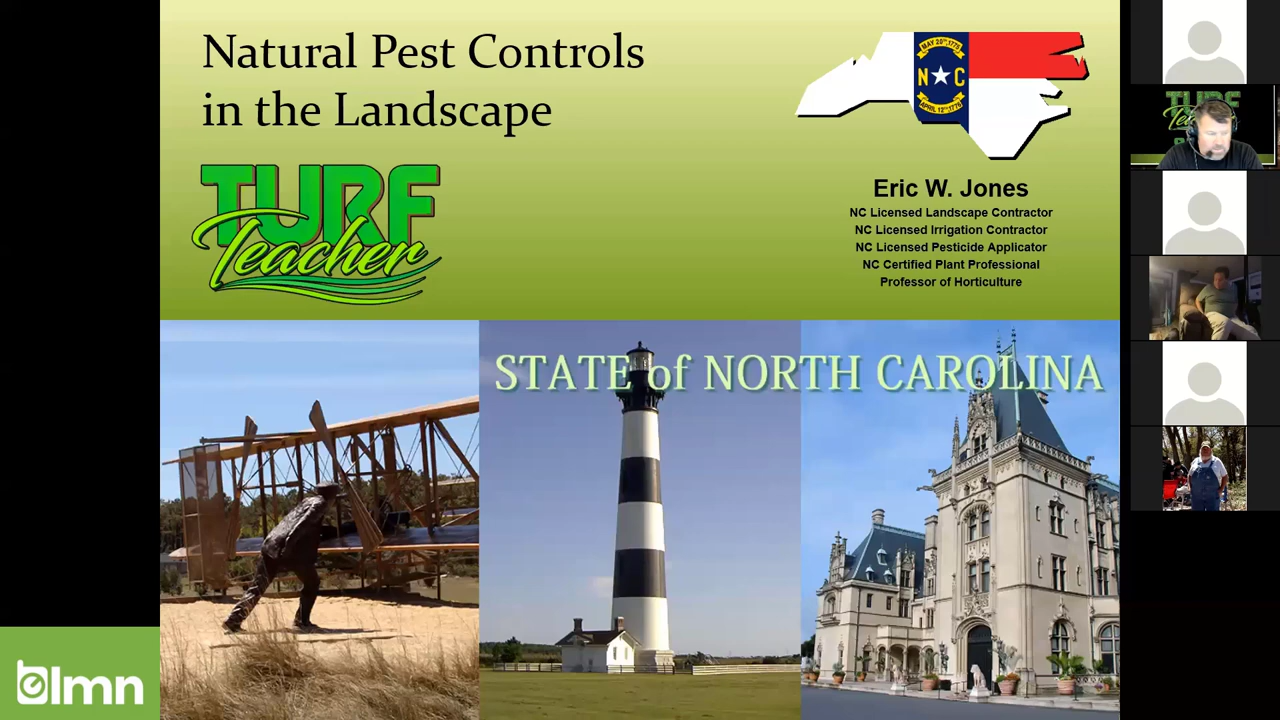 Natural Pest Controls
in the Landscape
TURF
Teacher
MAY 20TH 1775
N C
APRIL 12TH 1776
Eric W. Jones
NC Licensed Landscape Contractor
NC Licensed Irrigation Contractor
NC Licensed Pesticide Applicator
NC Certified Plant Professional
Professor of Horticulture
STATE of NORTH CAROLINA
lmn
TURF